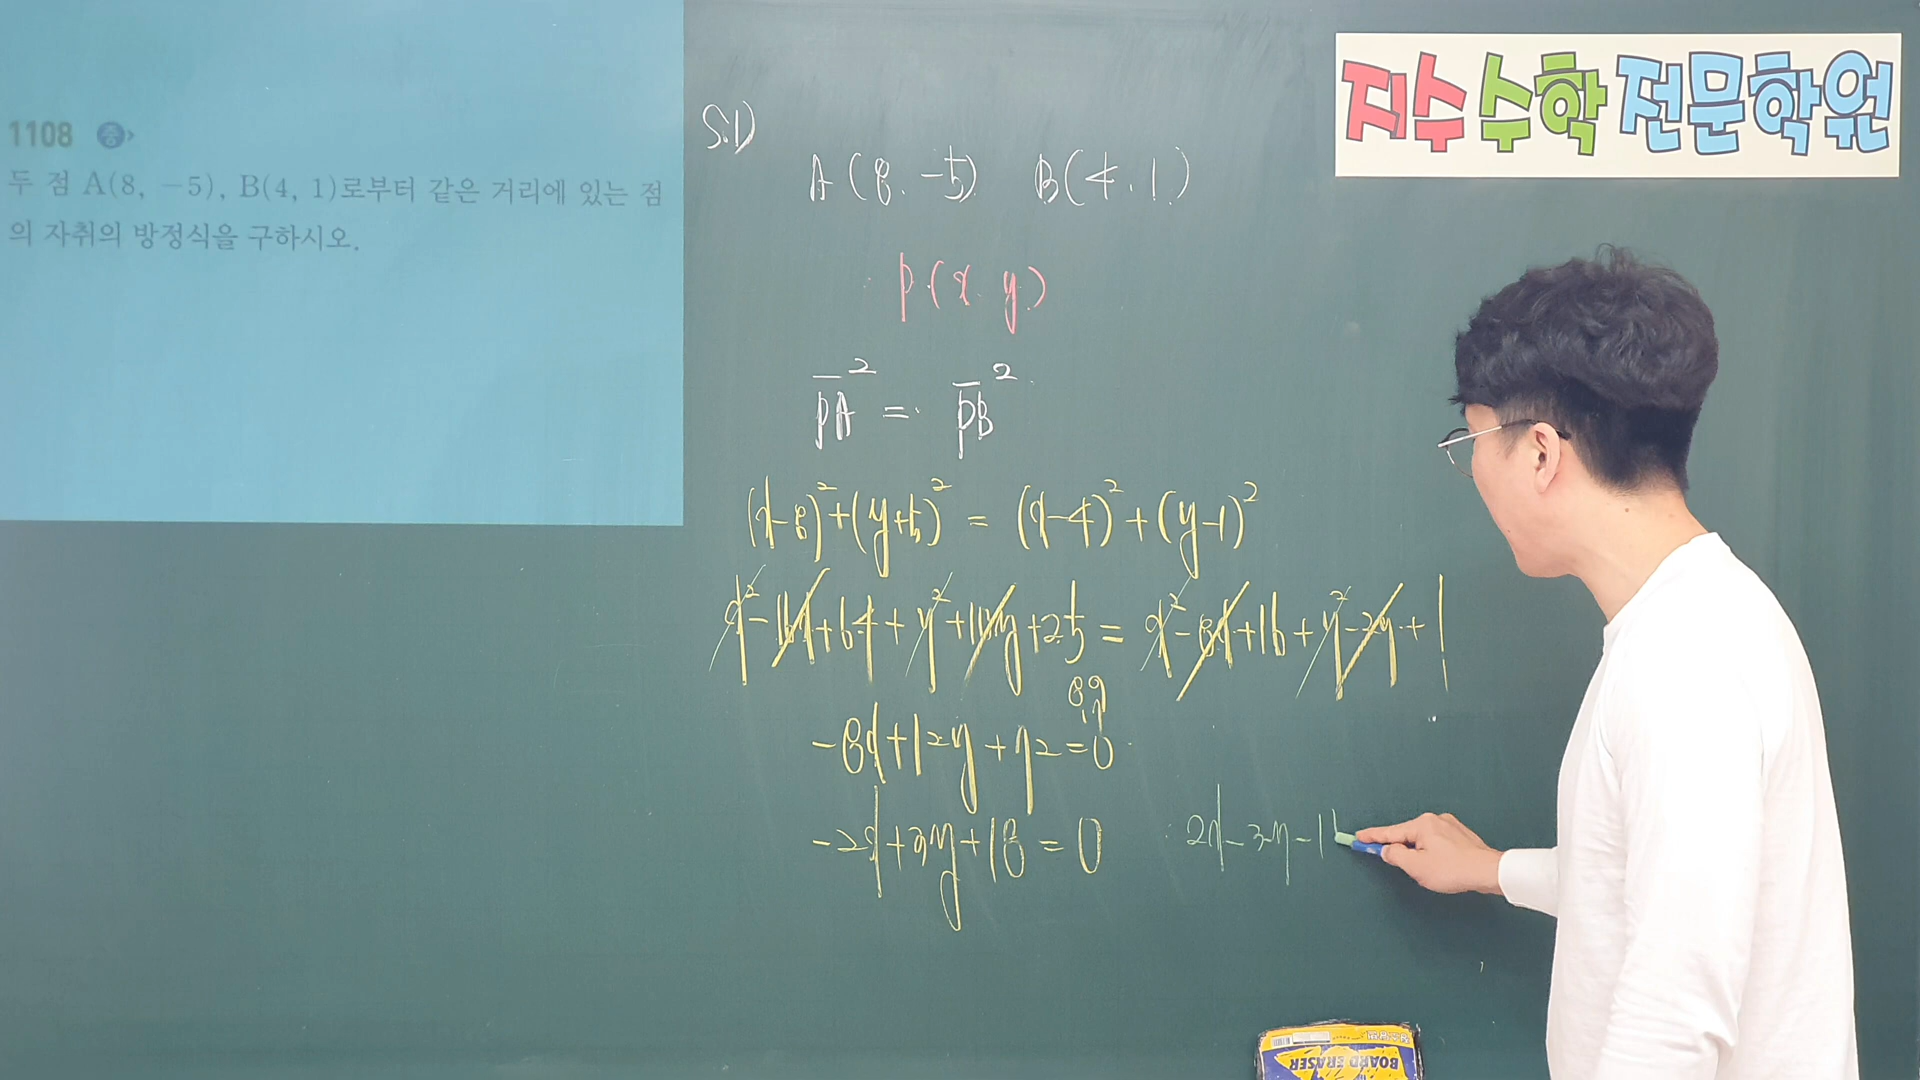 1108 중
두 점 A(8, −5), B(4, 1)로부터 같은 거리에 있는 점
의 자취의 방정식을 구하시오.
지수수학전문학원
Sol)
A(8, -5) B(4, 1)
P(x, y)
PA² = PB²
(x-8)²+(y+5)² = (x-4)²+(y-1)²
x²-16x+64+y²+10y+25 = x²-8x+16+y²-2y+1
89
17
-8x+12y+72=0
-2x+3y+18=0 2x-3y-1
BOARD ERASER